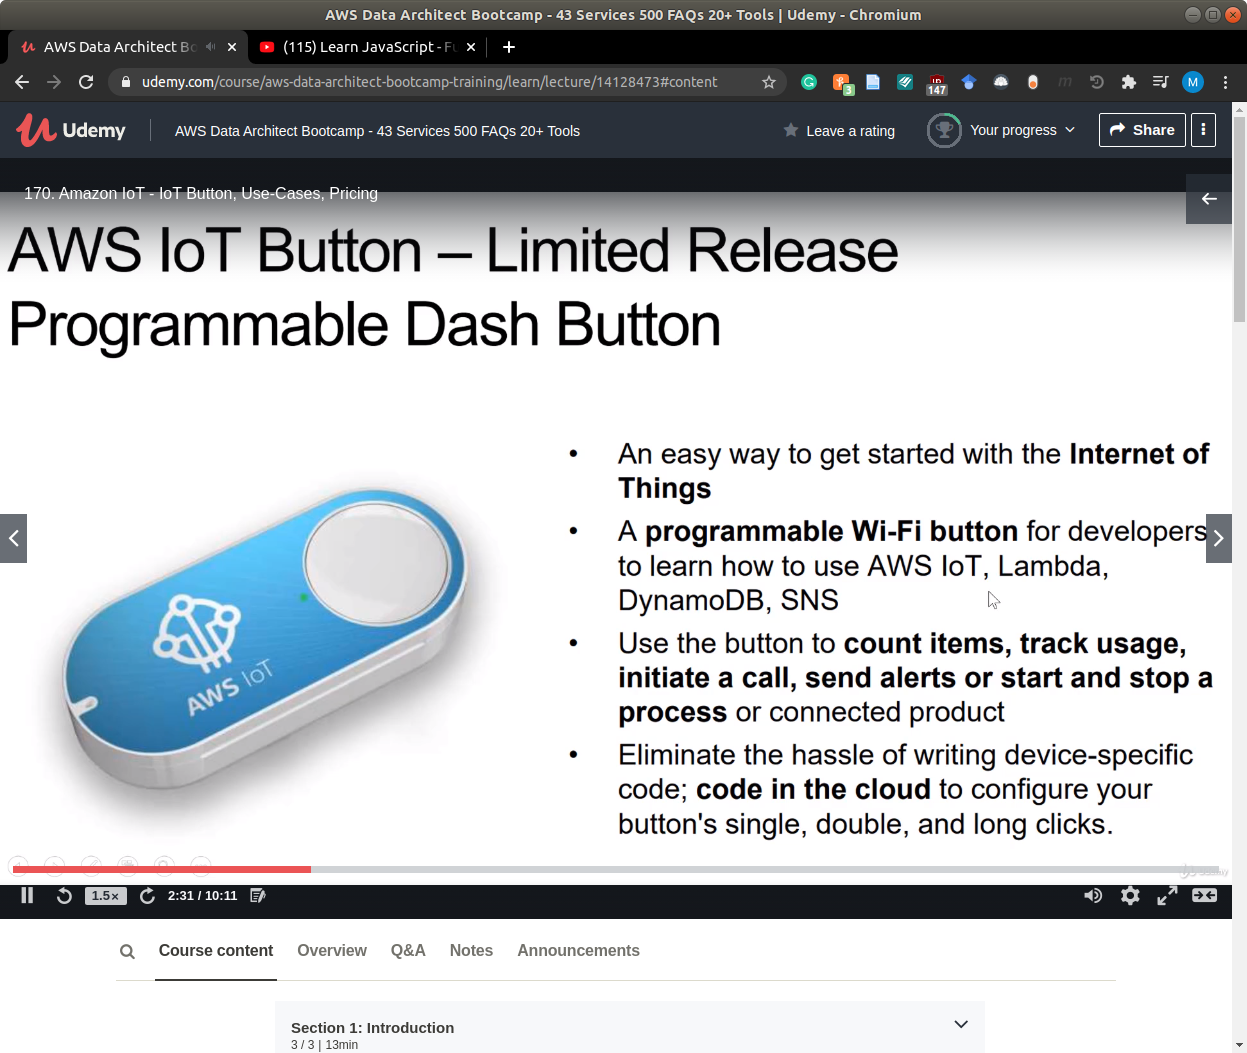 AWS Data Architect Bootcamp - 43 Services 500 FAQs 20+ Tools | Udemy - Chromium
AWS Data Architect Bo
(115) Learn JavaScript - Fu
udemy.com/course/aws-data-architect-bootcamp-training/learn/lecture/14128473#content
3
147
M
Udemy
AWS Data Architect Bootcamp - 43 Services 500 FAQs 20+ Tools
Leave a rating
Your progress
Share
170. Amazon IoT - IoT Button, Use-Cases, Pricing
AWS IoT Button – Limited Release
Programmable Dash Button
• An easy way to get started with the Internet of
Things
• A programmable Wi-Fi button for developers
to learn how to use AWS IoT, Lambda,
DynamoDB, SNS
• Use the button to count items, track usage,
initiate a call, send alerts or start and stop a
process or connected product
• Eliminate the hassle of writing device-specific
code; code in the cloud to configure your
button's single, double, and long clicks.
AWS IoT
1.5×
2:31 / 10:11
Course content
Overview
Q&A
Notes
Announcements
Section 1: Introduction
3 / 3 | 13min